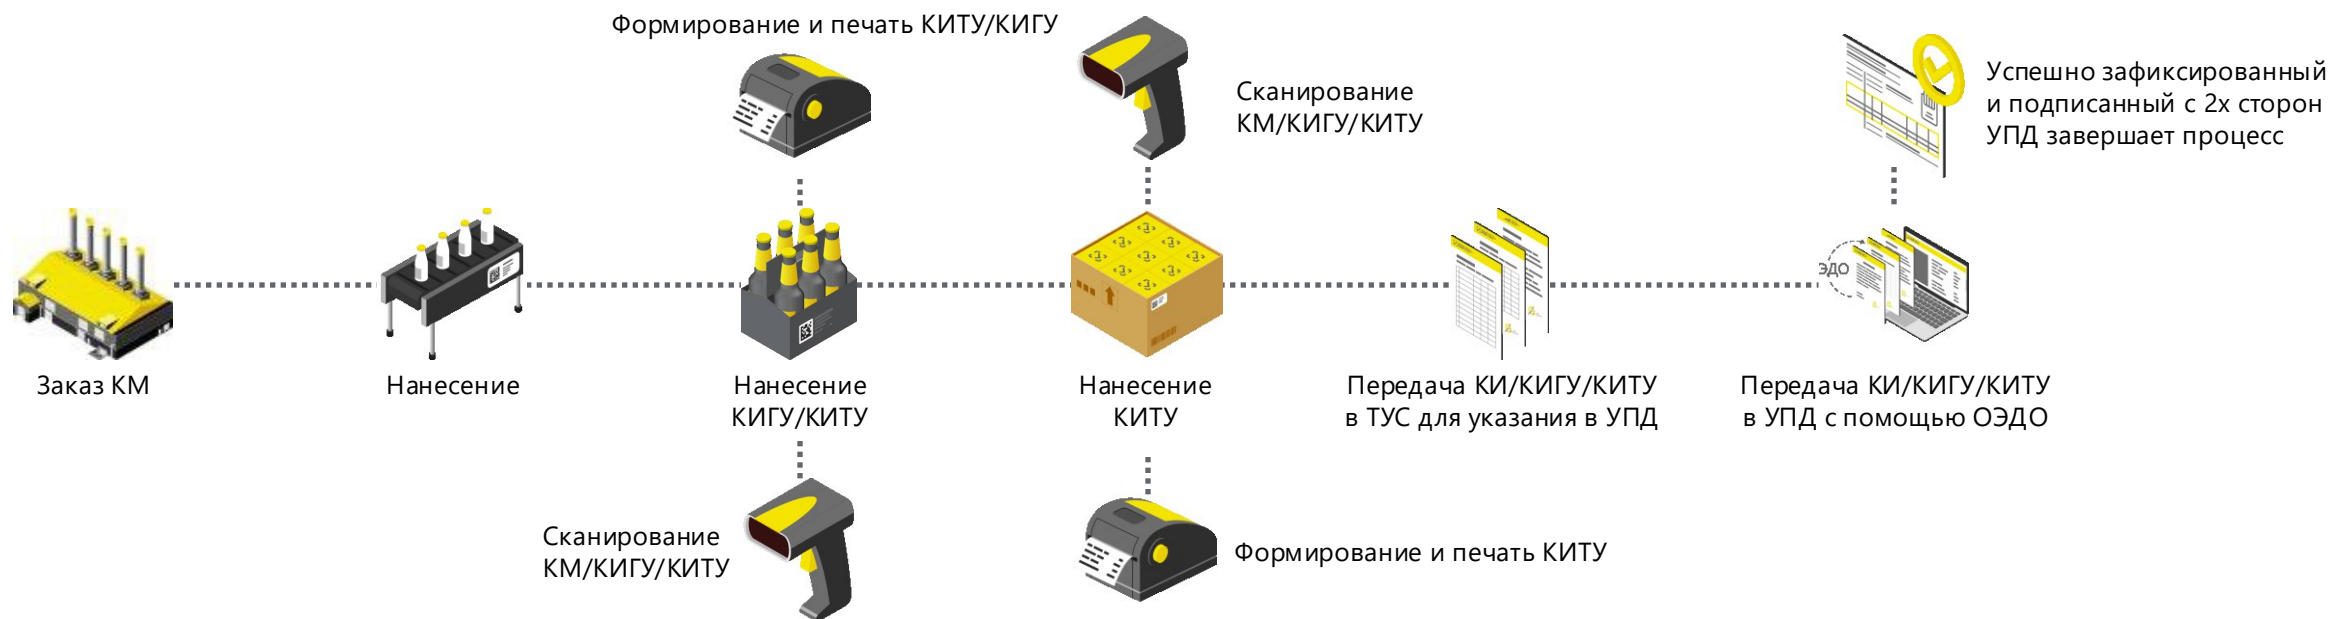 Формирование и печать КИТУ/КИГУ
Сканирование
КМ/КИГУ/КИТУ
Успешно зафиксированный
и подписанный с 2х сторон
УПД завершает процесс
ЭДО
Заказ КМ
Нанесение
Нанесение
КИГУ/КИТУ
Нанесение
КИТУ
Передача КИ/КИГУ/КИТУ
в ТУС для указания в УПД
Передача КИ/КИГУ/КИТУ
в УПД с помощью ОЭДО
Сканирование
КМ/КИГУ/КИТУ
Формирование и печать КИТУ